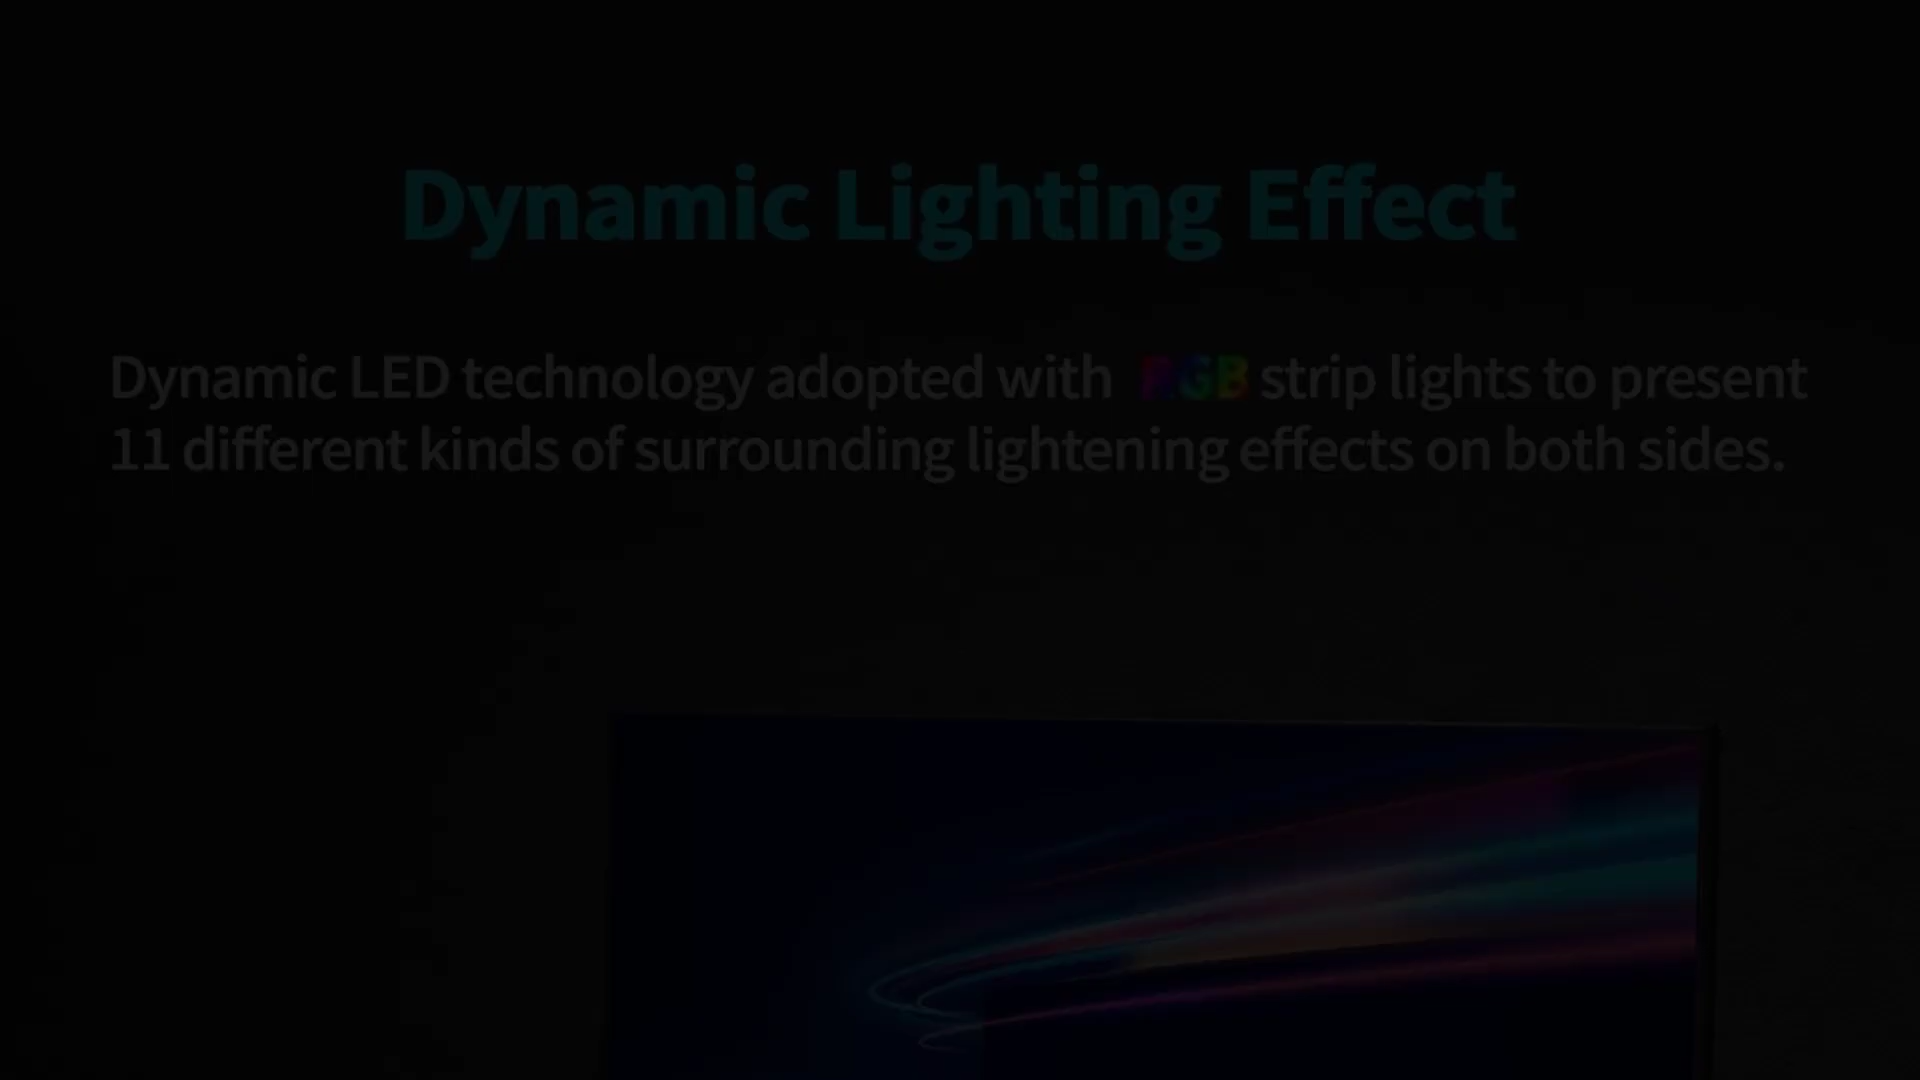 Dynamic Lighting Effect
Dynamic LED technology adopted with RGB strip lights to present
11 different kinds of surrounding lightening effects on both sides.